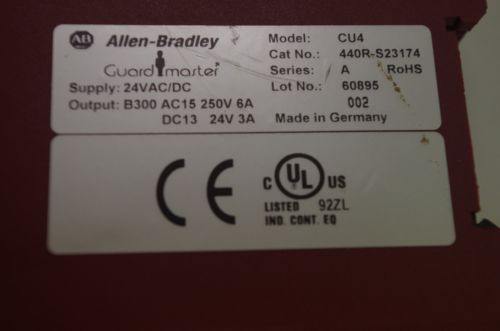 AB Allen-Bradley Model: CU4
Guardmaster Cat No.: 440R-S23174
Series: A RoHS
Supply: 24VAC/DC Lot No.: 60895
Output: B300 AC15 250V 6A 002
DC13 24V 3A Made in Germany
CE C UL US
LISTED 92ZL
IND. CONT. EQ